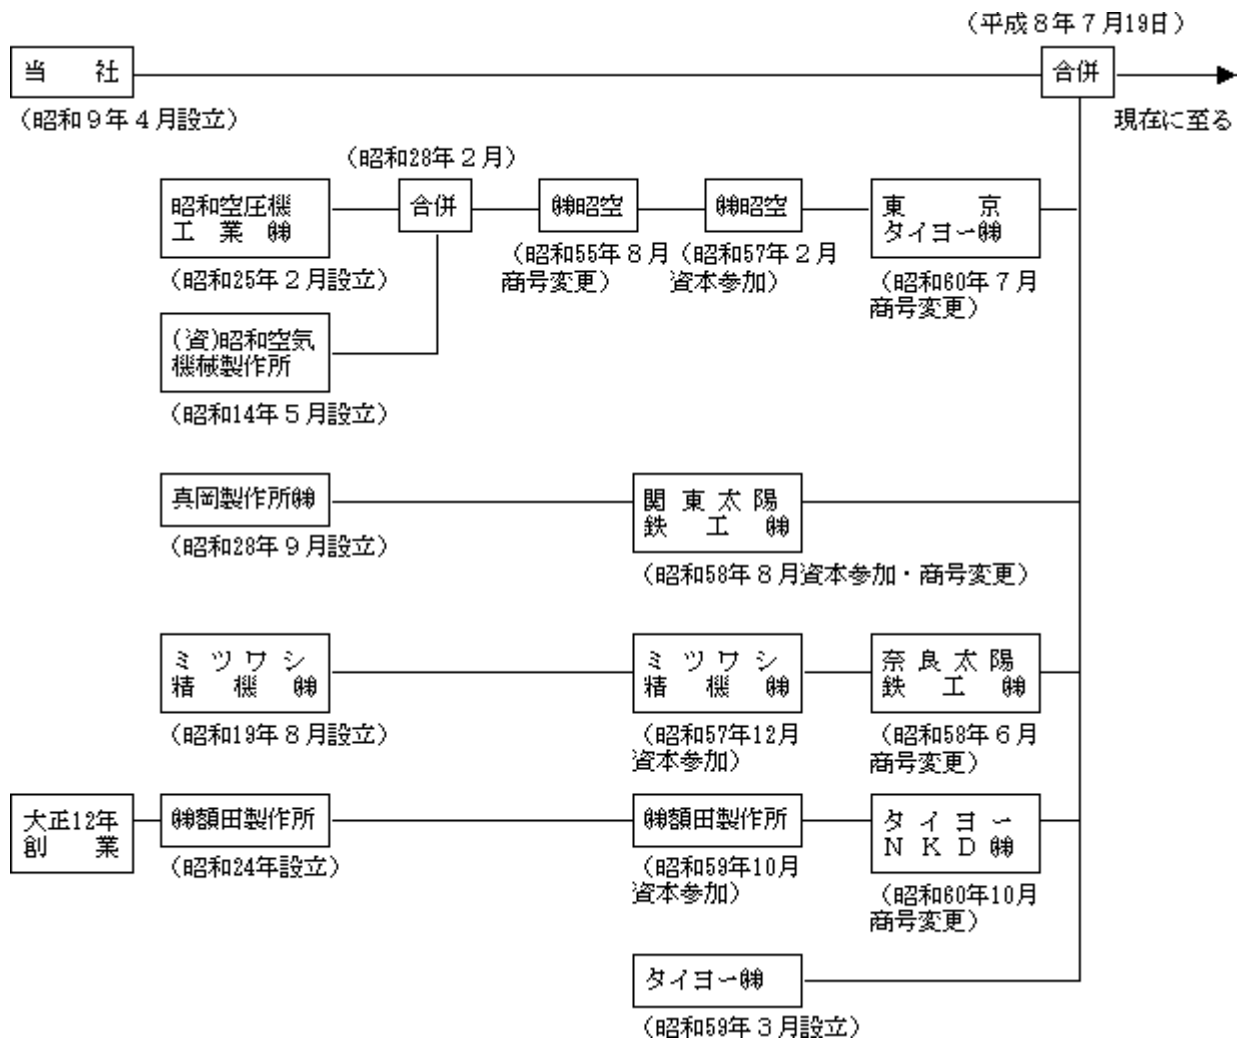 （平成８年７月19日）
当　　社
合併
（昭和９年４月設立）
現在に至る
（昭和28年２月）
昭和空圧機
工　業　㈱
合併
㈱昭空
㈱昭空
東　　　京
タイヨー㈱
（昭和25年２月設立）
（昭和55年８月
商号変更）
（昭和57年２月
資本参加）
（昭和60年７月
商号変更）
(資)昭和空気
機械製作所
（昭和14年５月設立）
真岡製作所㈱
関 東 太 陽
鉄　　工　　㈱
（昭和28年９月設立）
（昭和58年８月資本参加・商号変更）
ミ ツ ワ シ
精　　機　　㈱
ミ ツ ワ シ
精　　機　　㈱
奈 良 太 陽
鉄　　工　　㈱
（昭和19年８月設立）
（昭和57年12月
資本参加）
（昭和58年６月
商号変更）
大正12年
創　　業
㈱額田製作所
㈱額田製作所
タ イ ヨ ー
Ｎ Ｋ Ｄ ㈱
（昭和24年設立）
（昭和59年10月
資本参加）
（昭和60年10月
商号変更）
タイヨー㈱
（昭和59年３月設立）